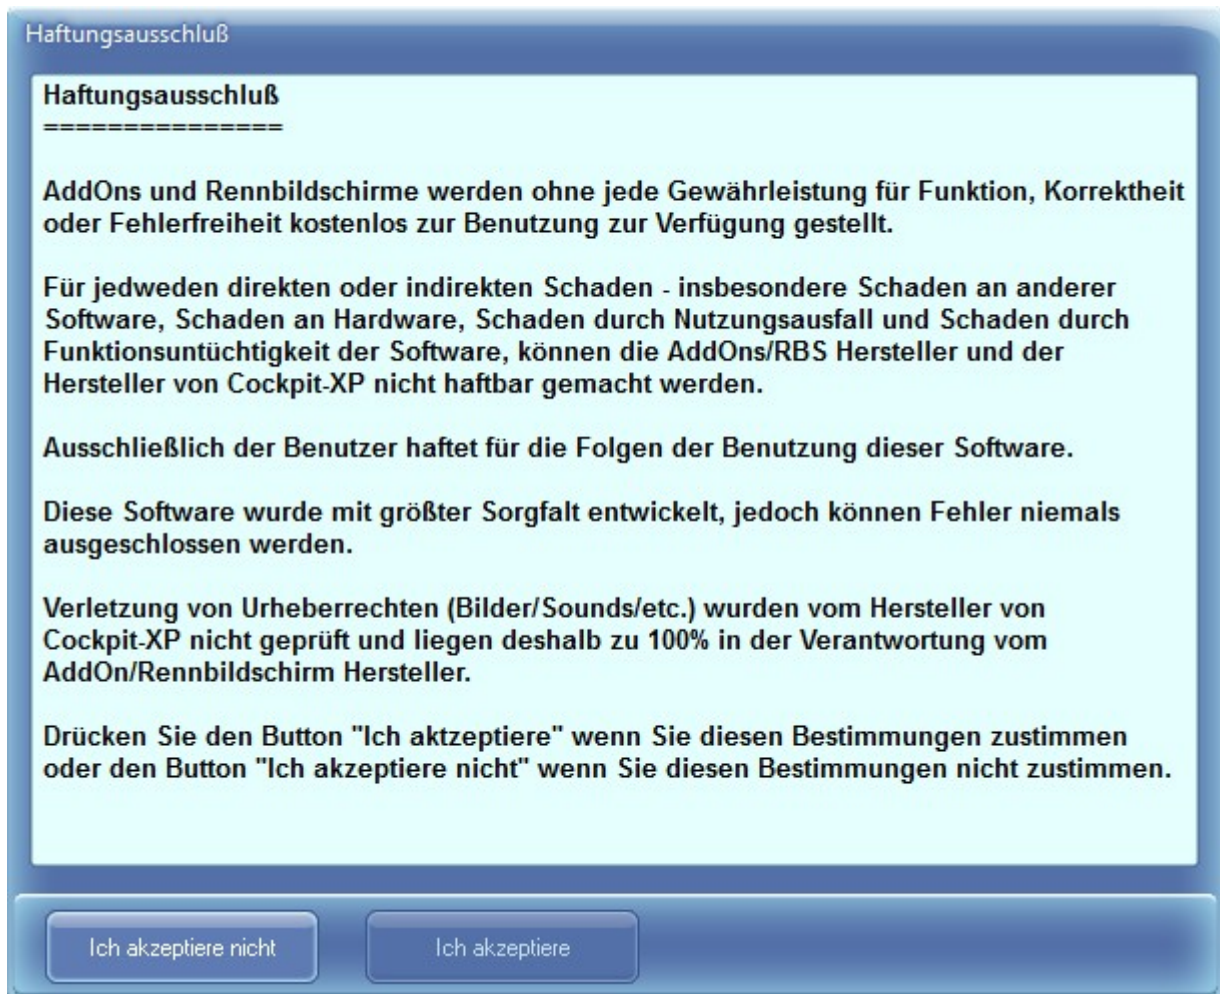 Haftungsausschluß
Haftungsausschluß
===============
AddOns und Rennbildschirme werden ohne jede Gewährleistung für Funktion, Korrektheit
oder Fehlerfreiheit kostenlos zur Benutzung zur Verfügung gestellt.
Für jedweden direkten oder indirekten Schaden - insbesondere Schaden an anderer
Software, Schaden an Hardware, Schaden durch Nutzungsausfall und Schaden durch
Funktionsuntüchtigkeit der Software, können die AddOns/RBS Hersteller und der
Hersteller von Cockpit-XP nicht haftbar gemacht werden.
Ausschließlich der Benutzer haftet für die Folgen der Benutzung dieser Software.
Diese Software wurde mit größter Sorgfalt entwickelt, jedoch können Fehler niemals
ausgeschlossen werden.
Verletzung von Urheberrechten (Bilder/Sounds/etc.) wurden vom Hersteller von
Cockpit-XP nicht geprüft und liegen deshalb zu 100% in der Verantwortung vom
AddOn/Rennbildschirm Hersteller.
Drücken Sie den Button "Ich aktzeptiere" wenn Sie diesen Bestimmungen zustimmen
oder den Button "Ich akzeptiere nicht" wenn Sie diesen Bestimmungen nicht zustimmen.
Ich akzeptiere nicht
Ich akzeptiere